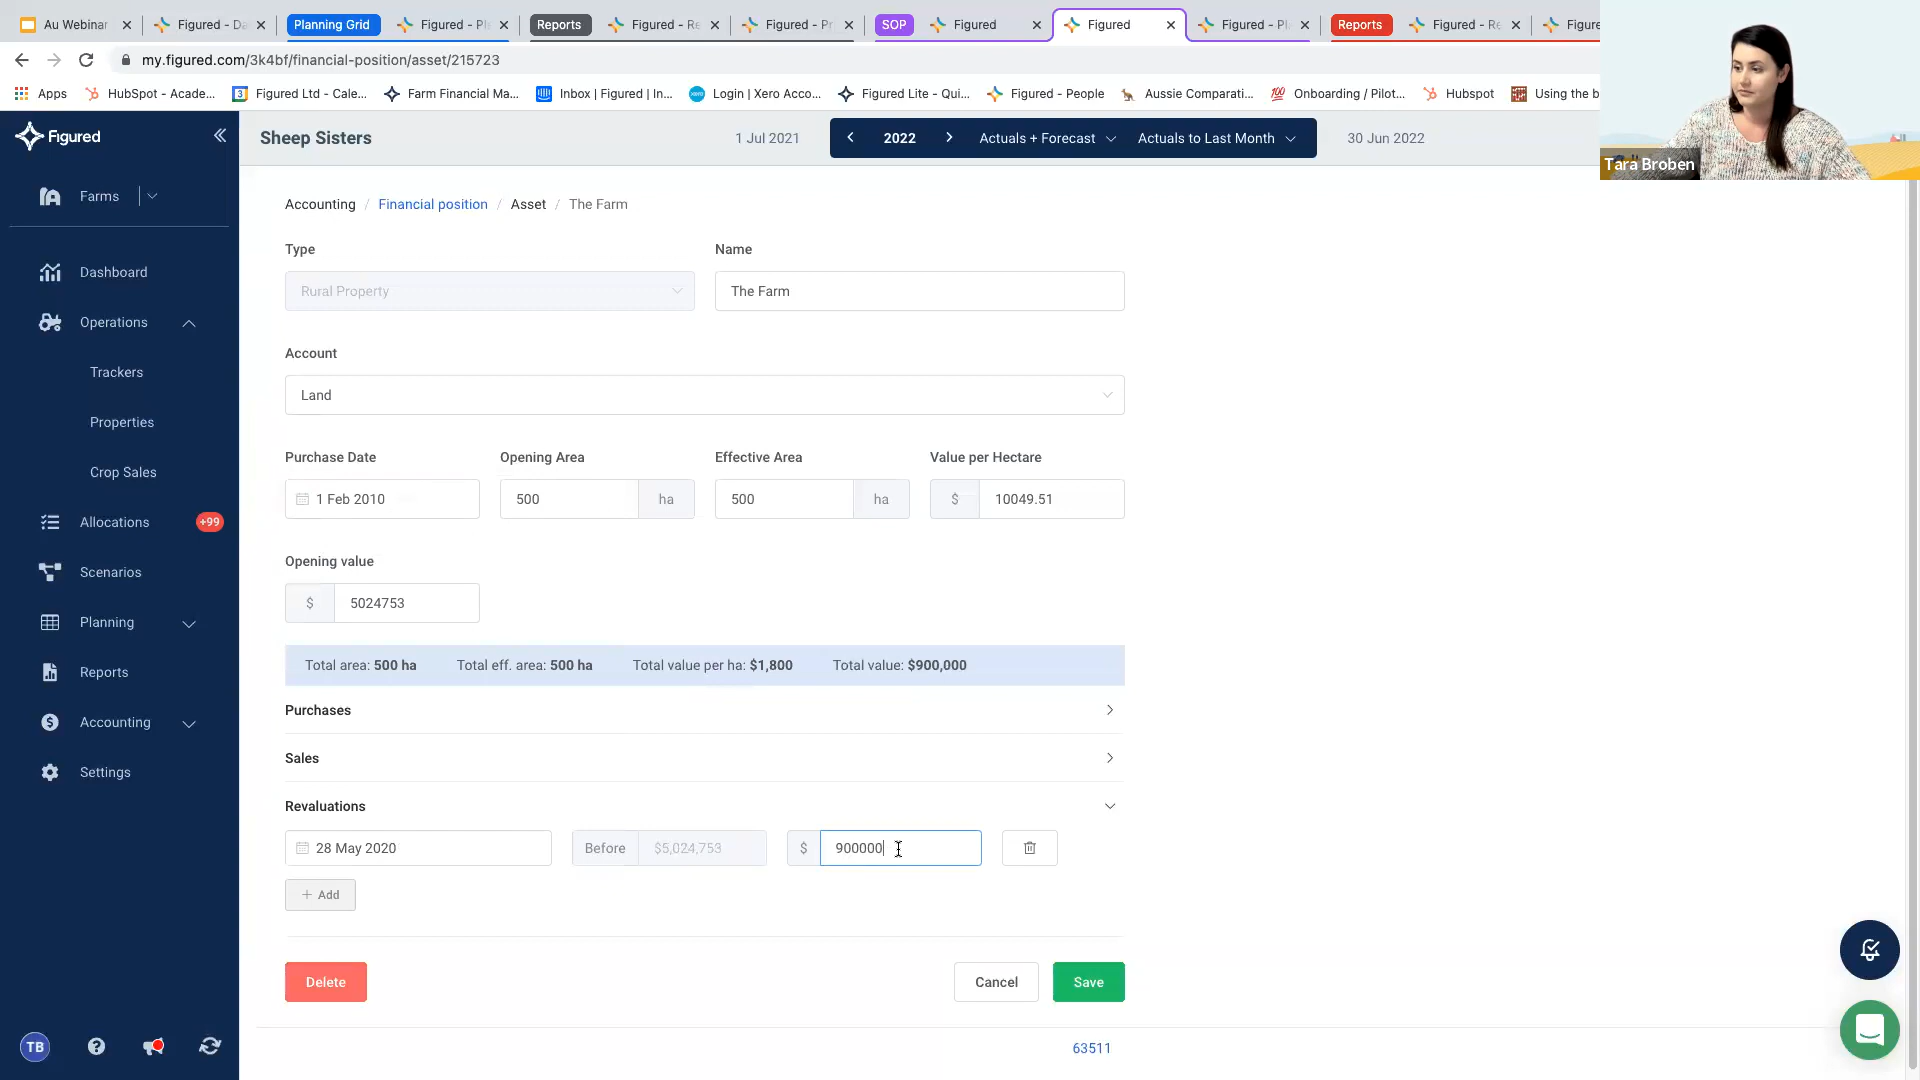 Au Webinar
Figured - Da
Planning Grid
Figured - Pl
Reports
Figured - Re
Figured - Pr
SOP
Figured
Figured
Figured - Pl
Reports
Figured - Re
Figure
my.figured.com/3k4bf/financial-position/asset/215723
Apps
HubSpot - Acade...
Figured Ltd - Cale...
Farm Financial Ma...
Inbox | Figured | In...
Login | Xero Acco...
Figured Lite - Qui...
Figured - People
Aussie Comparati...
Onboarding / Pilot...
Hubspot
Using the b
Tara Broben
Figured
Sheep Sisters
1 Jul 2021
2022
Actuals + Forecast
Actuals to Last Month
30 Jun 2022
Farms
Dashboard
Operations
Trackers
Properties
Crop Sales
Allocations +99
Scenarios
Planning
Reports
Accounting
Settings
TB
Accounting / Financial position / Asset / The Farm
Type
Name
Rural Property
The Farm
Account
Land
Purchase Date
Opening Area
Effective Area
Value per Hectare
1 Feb 2010
500 ha
500 ha
$ 10049.51
Opening value
$ 5024753
Total area: 500 ha Total eff. area: 500 ha Total value per ha: $1,800 Total value: $900,000
Purchases
Sales
Revaluations
28 May 2020
Before $5,024,753
$ 900000
+ Add
Delete
Cancel
Save
63511